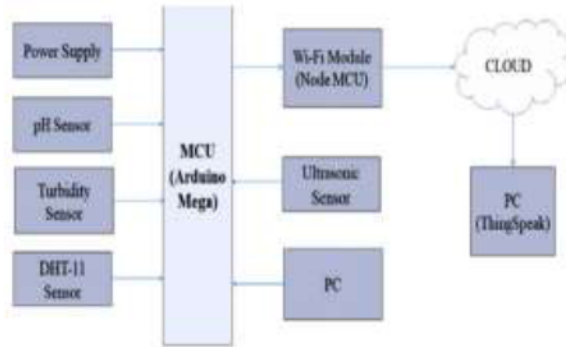 Power Supply
pH Sensor
Turbidity
Sensor
DHT-11
Sensor
MCU
(Arduino
Mega)
Wi-Fi Module
(Node MCU)
Ultrasonic
Sensor
PC
CLOUD
PC
(ThingSpeak)